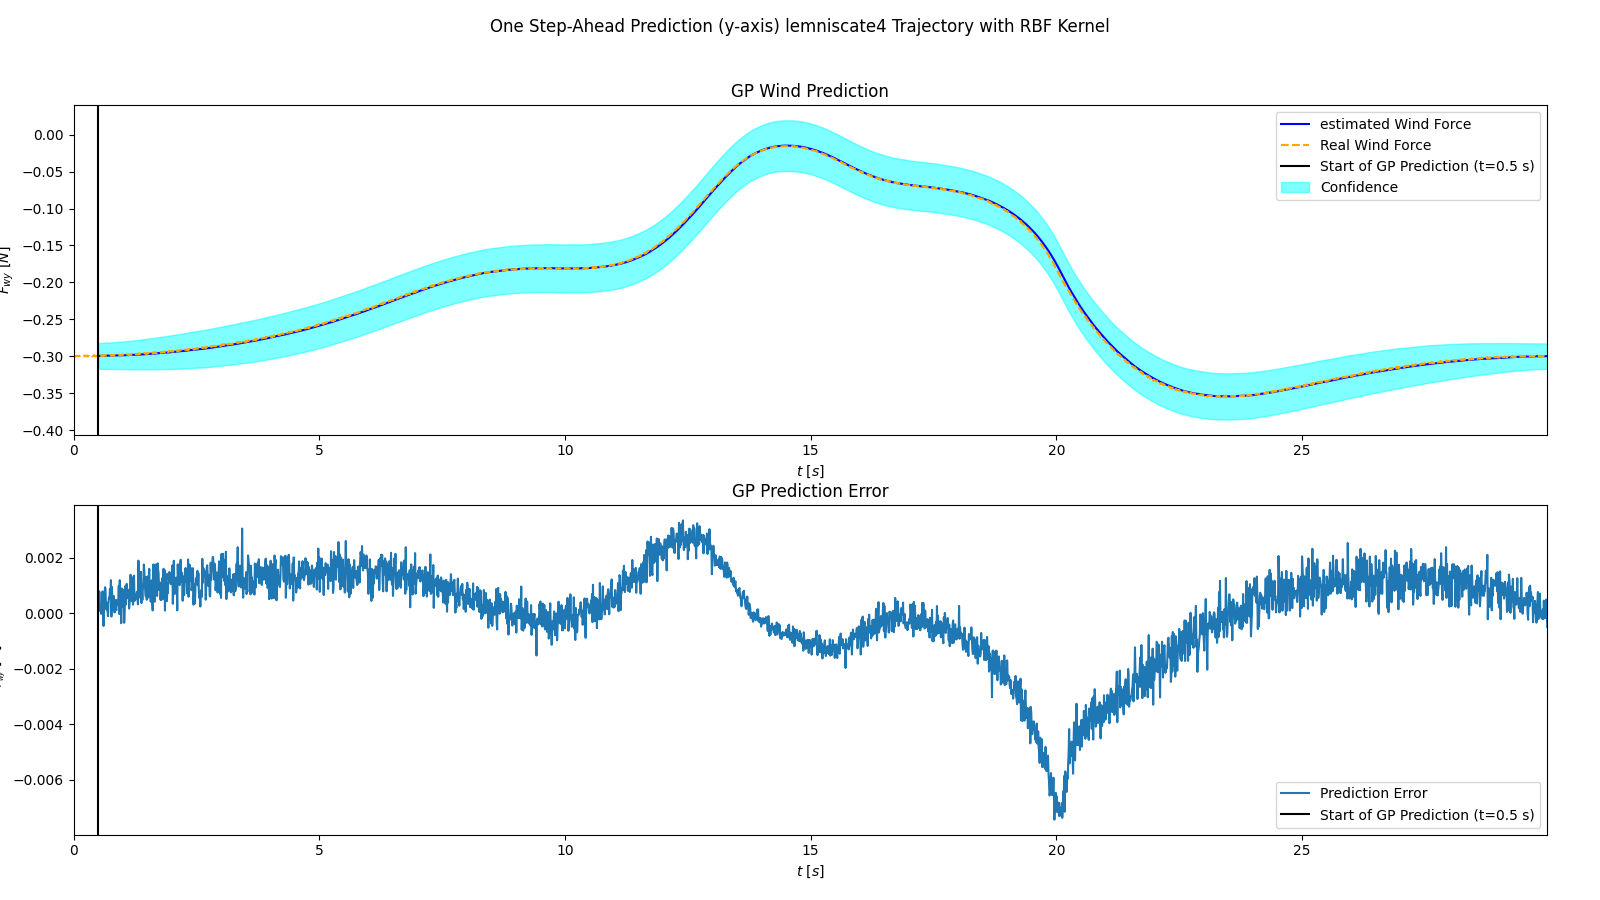 One Step-Ahead Prediction (y-axis) lemniscate4 Trajectory with RBF Kernel
GP Wind Prediction
0.00
−0.05
−0.10
−0.15
−0.20
−0.25
−0.30
−0.35
−0.40
estimated Wind Force
Real Wind Force
Start of GP Prediction (t=0.5 s)
Confidence
0 5 10 15 20 25
t [s]
GP Prediction Error
0.002
0.000
−0.002
−0.004
−0.006
Prediction Error
Start of GP Prediction (t=0.5 s)
0 5 10 15 20 25
t [s]